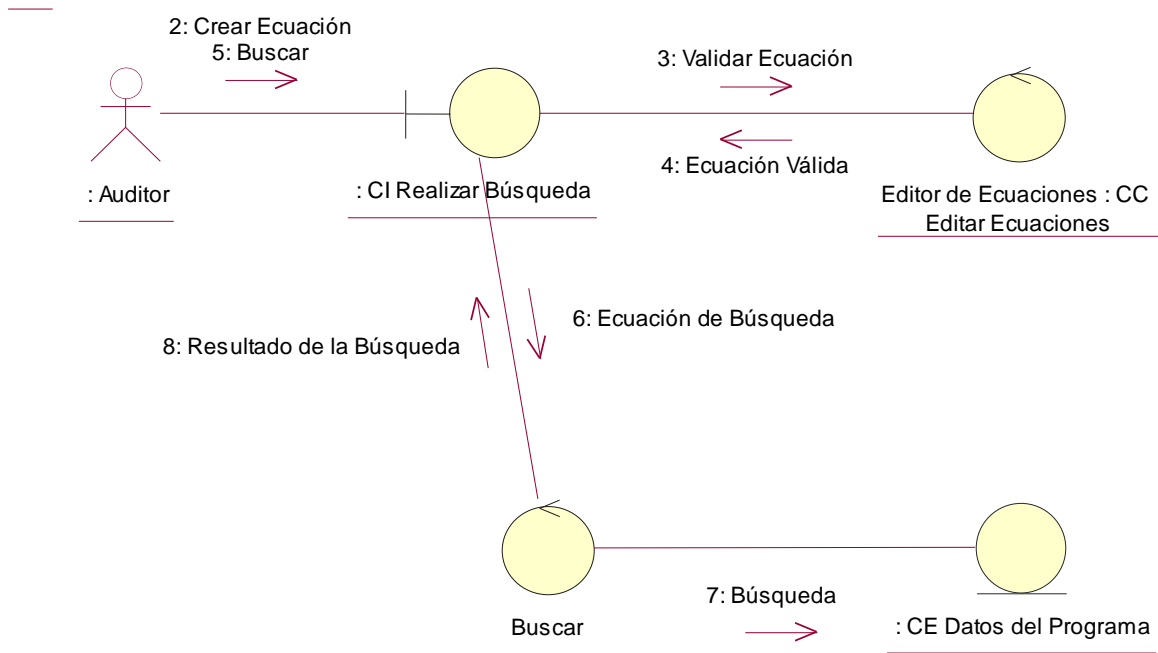 2: Crear Ecuación
5: Buscar
3: Validar Ecuación
4: Ecuación Válida
: Auditor
: CI Realizar Búsqueda
Editor de Ecuaciones : CC
Editar Ecuaciones
6: Ecuación de Búsqueda
8: Resultado de la Búsqueda
7: Búsqueda
Buscar
: CE Datos del Programa